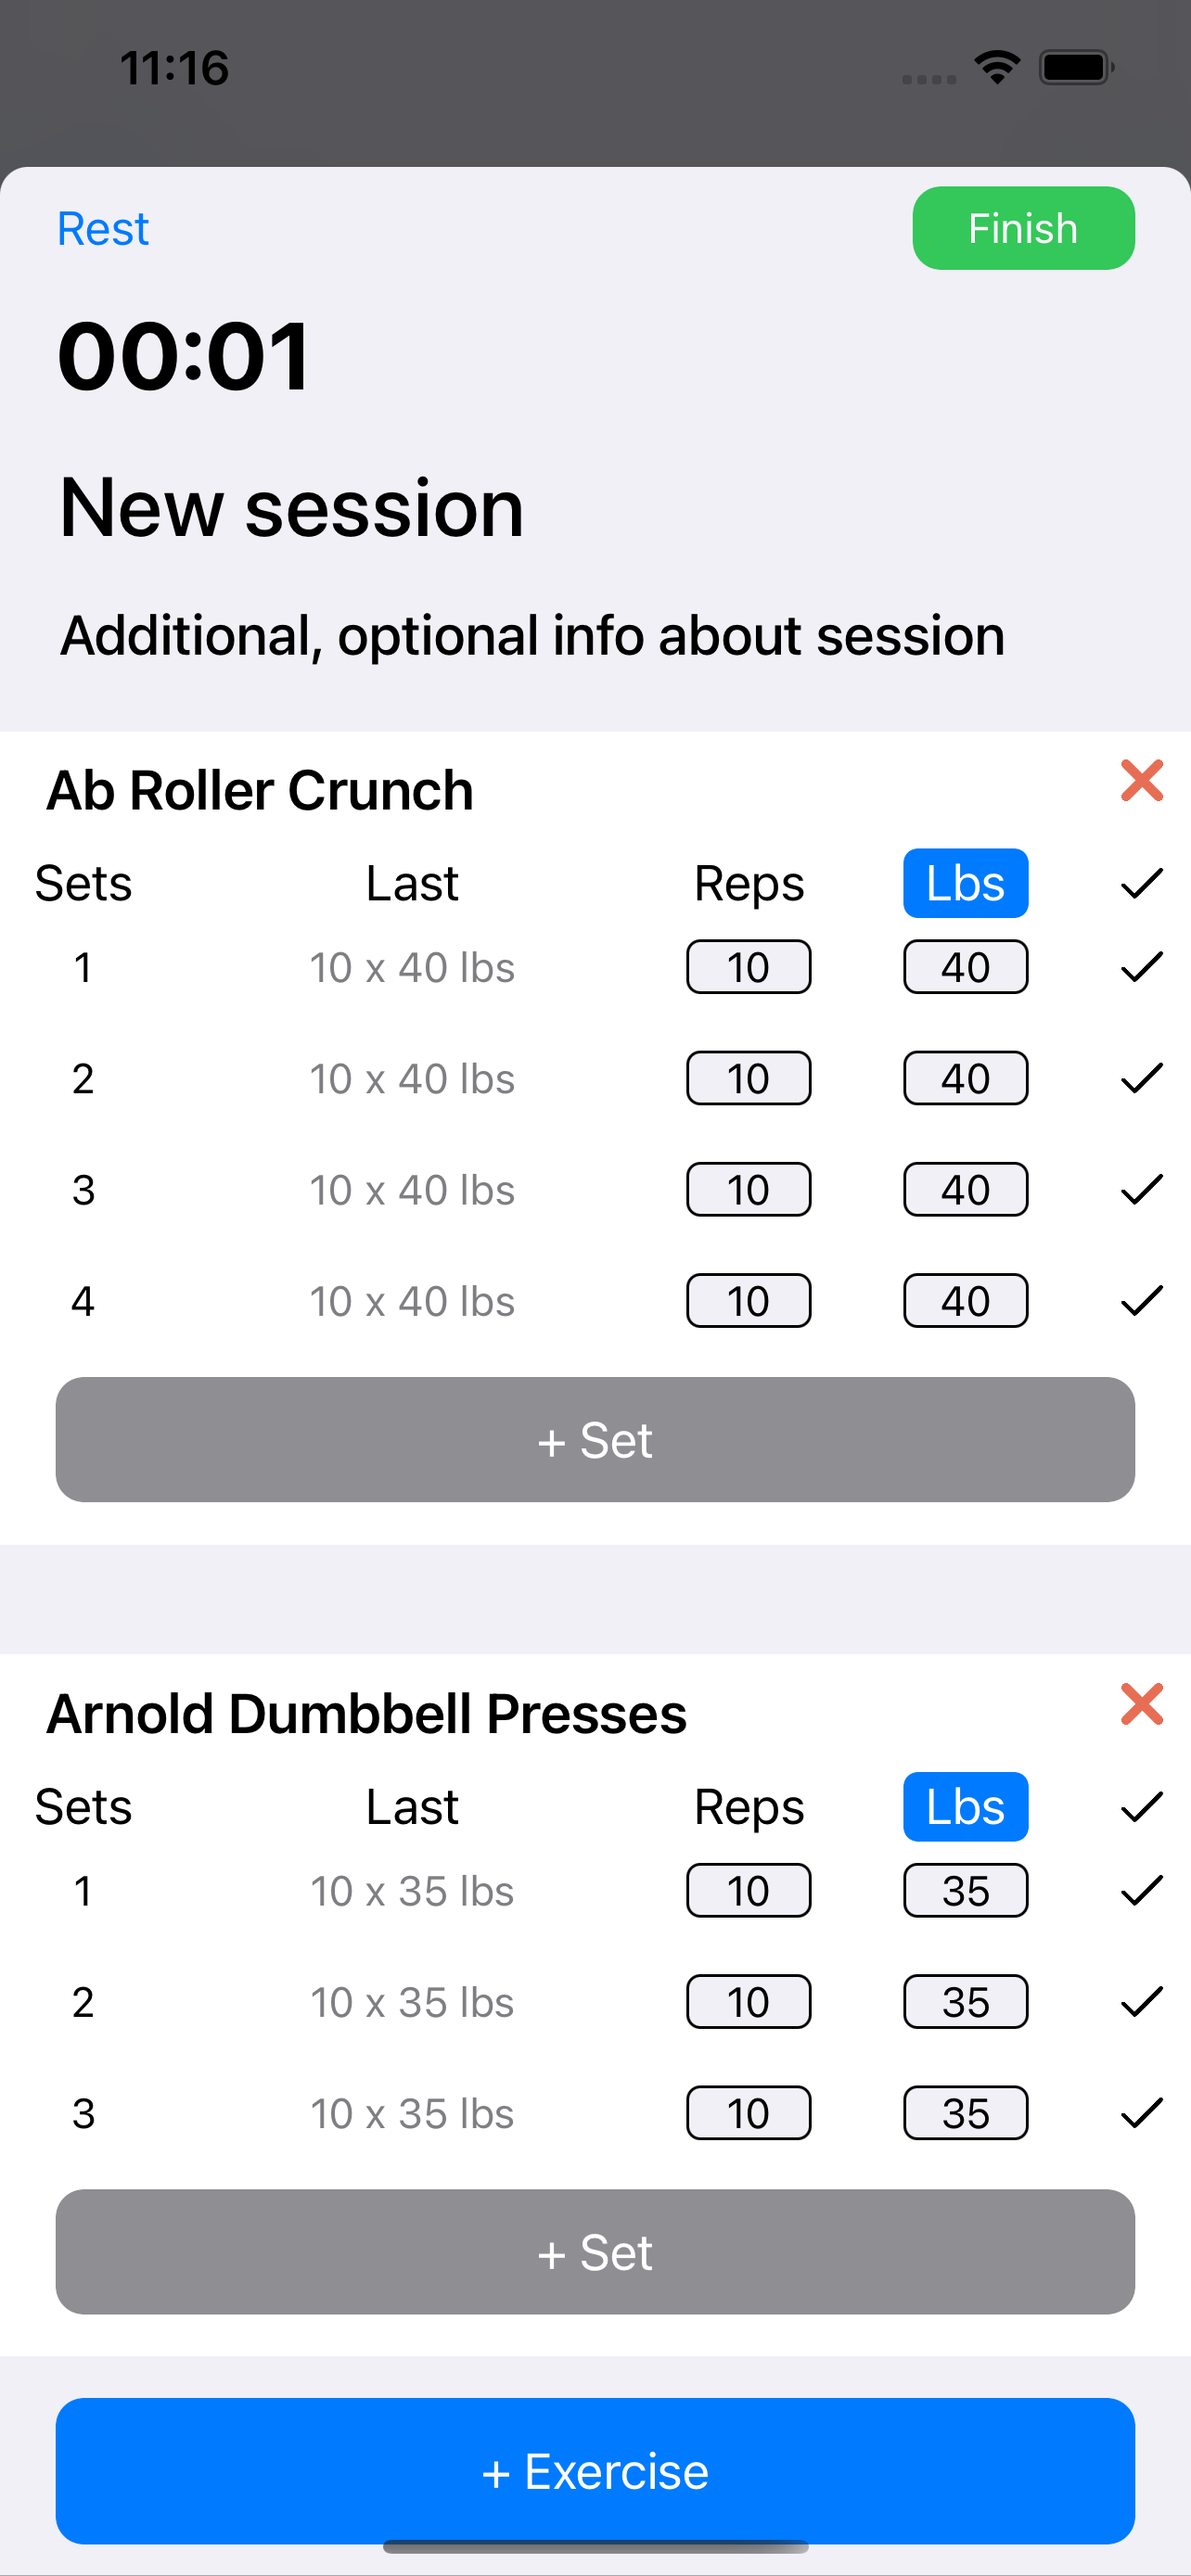 11:16
Rest Finish
00:01
New session
Additional, optional info about session
Ab Roller Crunch
Sets Last Reps Lbs
1 10 x 40 lbs 10 40
2 10 x 40 lbs 10 40
3 10 x 40 lbs 10 40
4 10 x 40 lbs 10 40
+ Set
Arnold Dumbbell Presses
Sets Last Reps Lbs
1 10 x 35 lbs 10 35
2 10 x 35 lbs 10 35
3 10 x 35 lbs 10 35
+ Set
+ Exercise